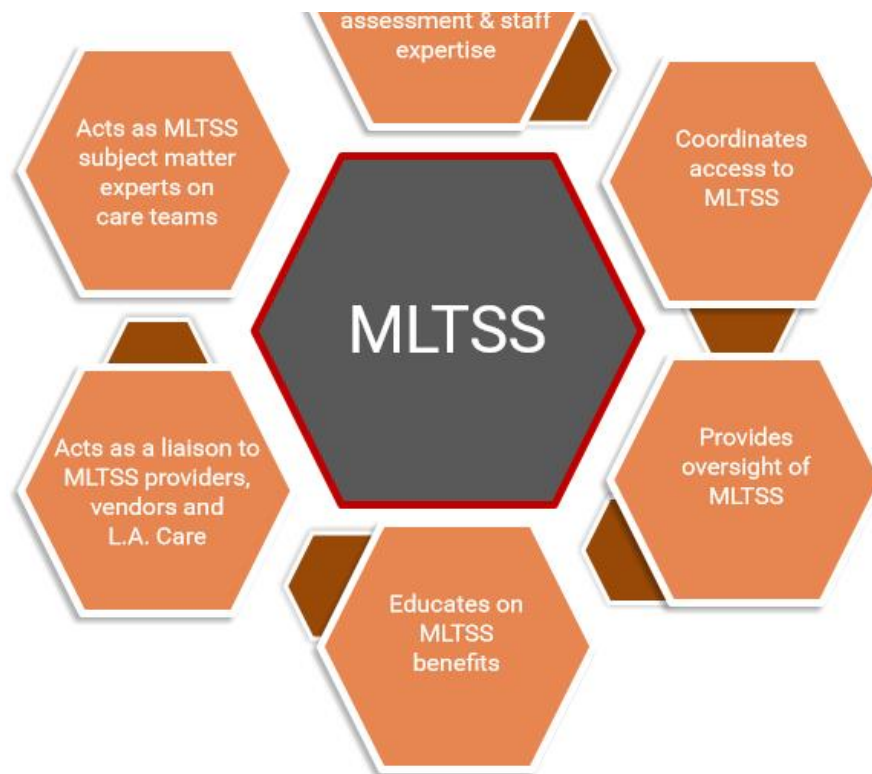 assessment & staff
expertise
Coordinates
access to
MLTSS
Provides
oversight of
MLTSS
Educates on
MLTSS
benefits
Acts as a liaison to
MLTSS providers,
vendors and
L.A. Care
Acts as MLTSS
subject matter
experts on
care teams
MLTSS